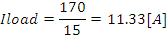 Iload = 170/15 = 11.33[A]